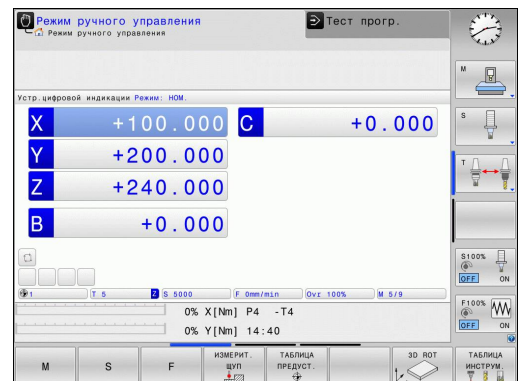 Режим ручного управления
Режим ручного управления
Тест прогр.
Устр.цифровой индикации Режим: НОМ.
X +100.000 C +0.000
Y +200.000
Z +240.000
B +0.000
1 T 5 Z S 5000 F 0mm/min Ovr 100% M 5/9
0% X[Nm] P4 -T4
0% Y[Nm] 14:40
M
S
T
S100%
OFF ON
F100%
OFF ON
M S F ИЗМЕРИТ. ЩУП ТАБЛИЦА ПРЕДУСТ. 3D ROT ТАБЛИЦА ИНСТРУМ.